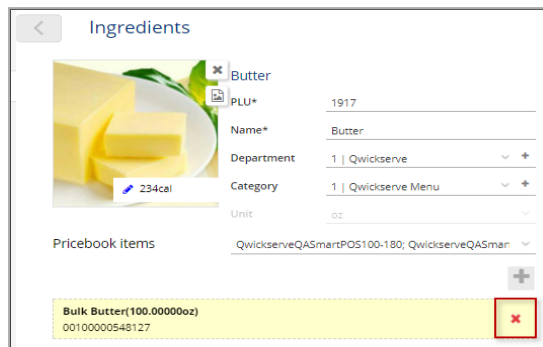 Ingredients
Butter
PLU* 1917
Name* Butter
234cal
Department 1 | Qwickserve
Category 1 | Qwickserve Menu
Unit oz
Pricebook items QwickserveQASmartPOS100-180; QwickserveQASmar
Bulk Butter(100.00000oz)
00100000548127